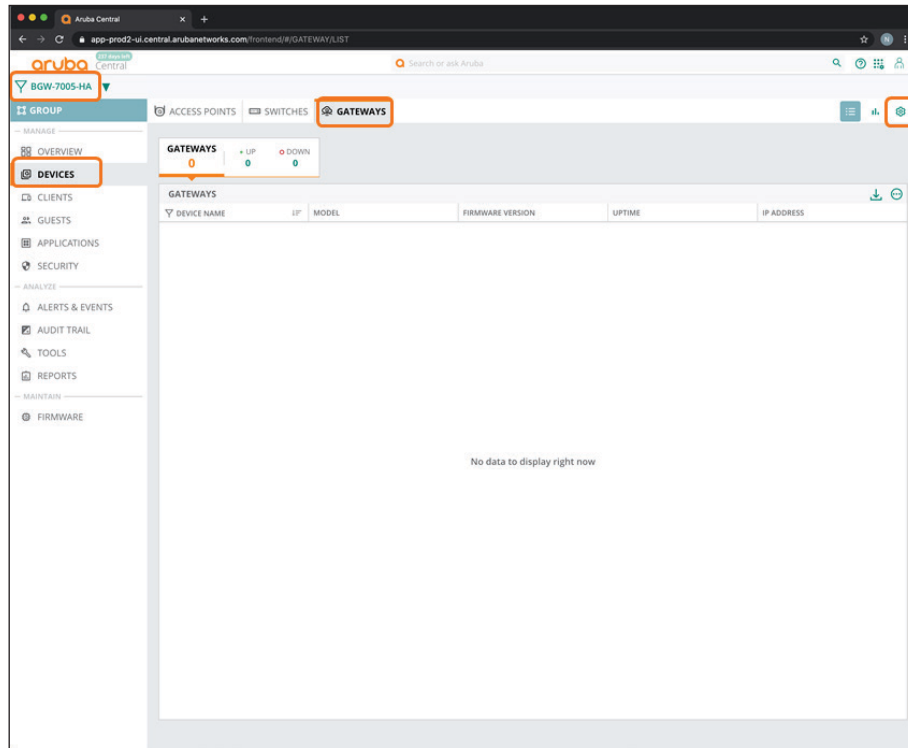 Aruba Central
app-prod2-ui.central.arubanetworks.com/frontend/#/GATEWAY/LIST
N
aruba Central
Search or ask Aruba
BGW-7005-HA
GROUP
ACCESS POINTS SWITCHES GATEWAYS
MANAGE
OVERVIEW
DEVICES
CLIENTS
GUESTS
APPLICATIONS
SECURITY
ANALYZE
ALERTS & EVENTS
AUDIT TRAIL
TOOLS
REPORTS
MAINTAIN
FIRMWARE
GATEWAYS UP DOWN
0 0 0
GATEWAYS
DEVICE NAME MODEL FIRMWARE VERSION UPTIME IP ADDRESS
No data to display right now